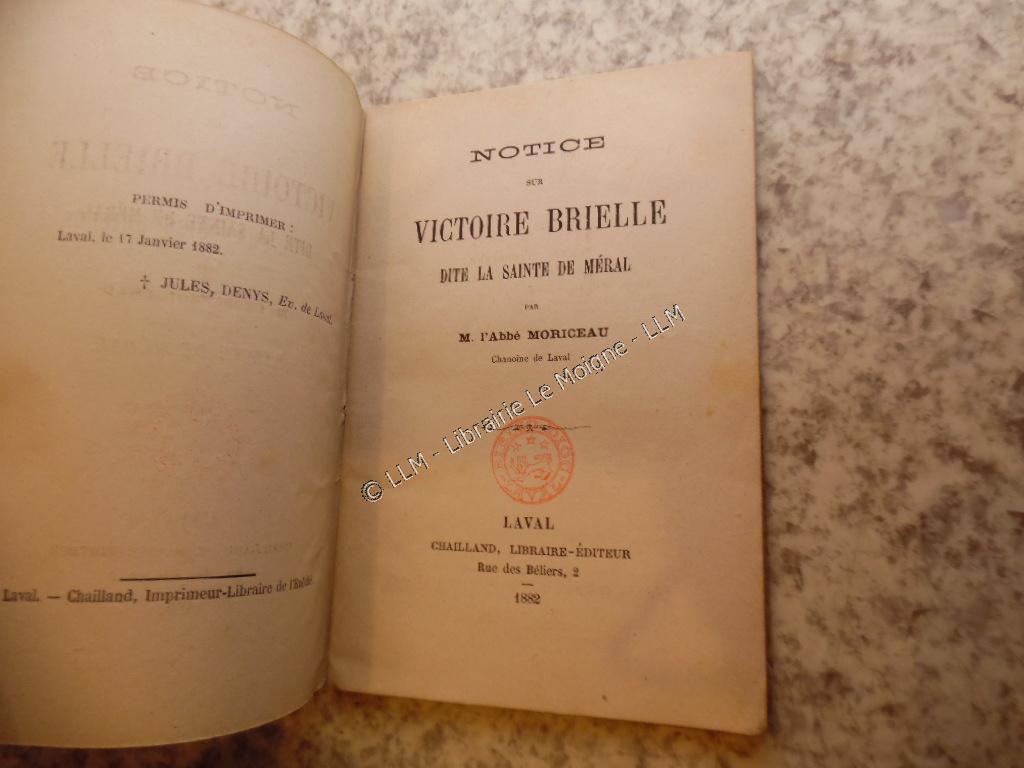 PERMIS D'IMPRIMER :
Laval, le 17 Janvier 1882.
† JULES, DENYS, Ev. de Laval.
Laval. — Chailland, Imprimeur-Libraire de l'Evêché
NOTICE
SUR
VICTOIRE BRIELLE
DITE LA SAINTE DE MÉRAL
PAR
M. l'Abbé MORICEAU
Chanoine de Laval
© LLM - Librairie Le Moigne - LLM
LAVAL
CHAILLAND, LIBRAIRE-ÉDITEUR
Rue des Béliers, 2
1882